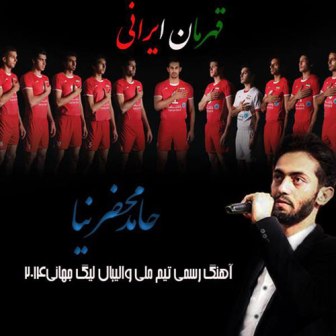 قهرمان ایرانی
حامد محضرنیا
آهنگ رسمی تیم ملی والیبال لیگ جهانی ۲۰۱۴